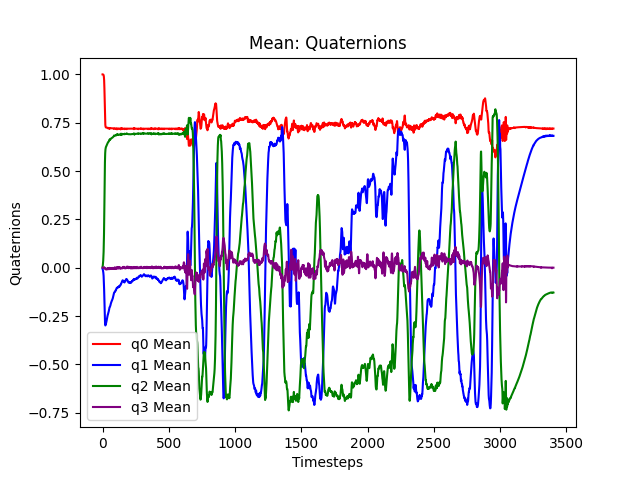 Mean: Quaternions
1.00
0.75
0.50
0.25
0.00
−0.25
−0.50
−0.75
Quaternions
q0 Mean
q1 Mean
q2 Mean
q3 Mean
0 500 1000 1500 2000 2500 3000 3500
Timesteps